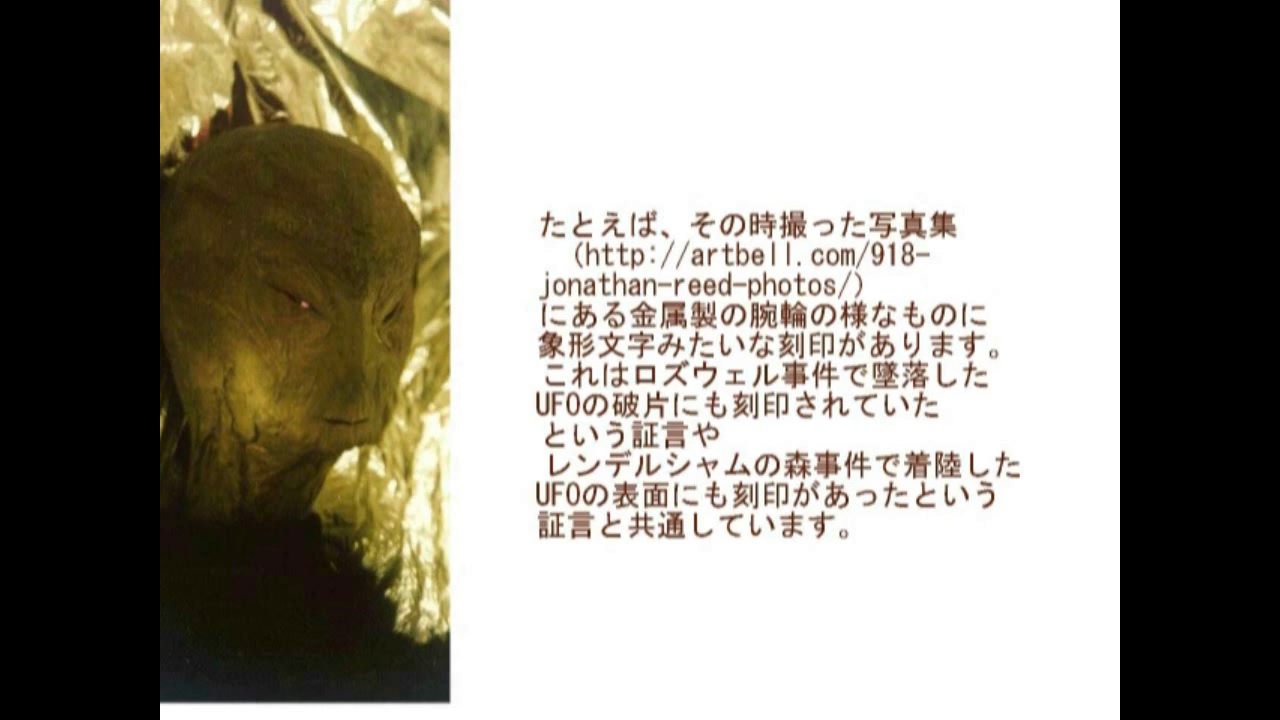 たとえば、その時撮った写真集
(http://artbell.com/918-
jonathan-reed-photos/)
にある金属製の腕輪の様なものに
象形文字みたいな刻印があります。
これはロズウェル事件で墜落した
UFOの破片にも刻印されていた
という証言や
レンデルシャムの森事件で着陸した
UFOの表面にも刻印があったという
証言と共通しています。